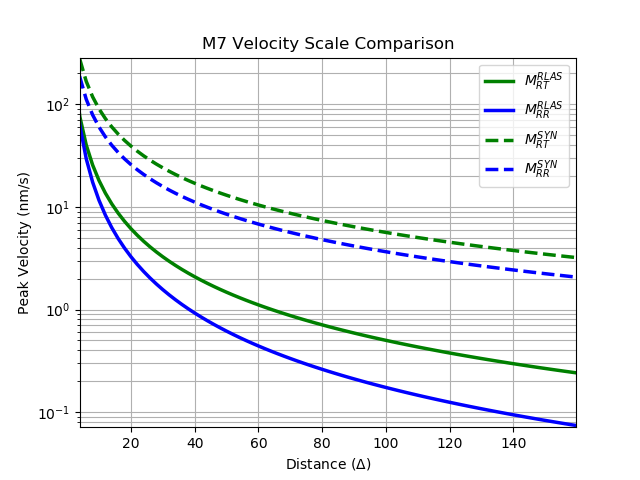 M7 Velocity Scale Comparison
10²
10¹
10⁰
10⁻¹
Peak Velocity (nm/s)
M_{RT}^{RLAS}
M_{RR}^{RLAS}
M_{RT}^{SYN}
M_{RR}^{SYN}
20 40 60 80 100 120 140
Distance (Δ)